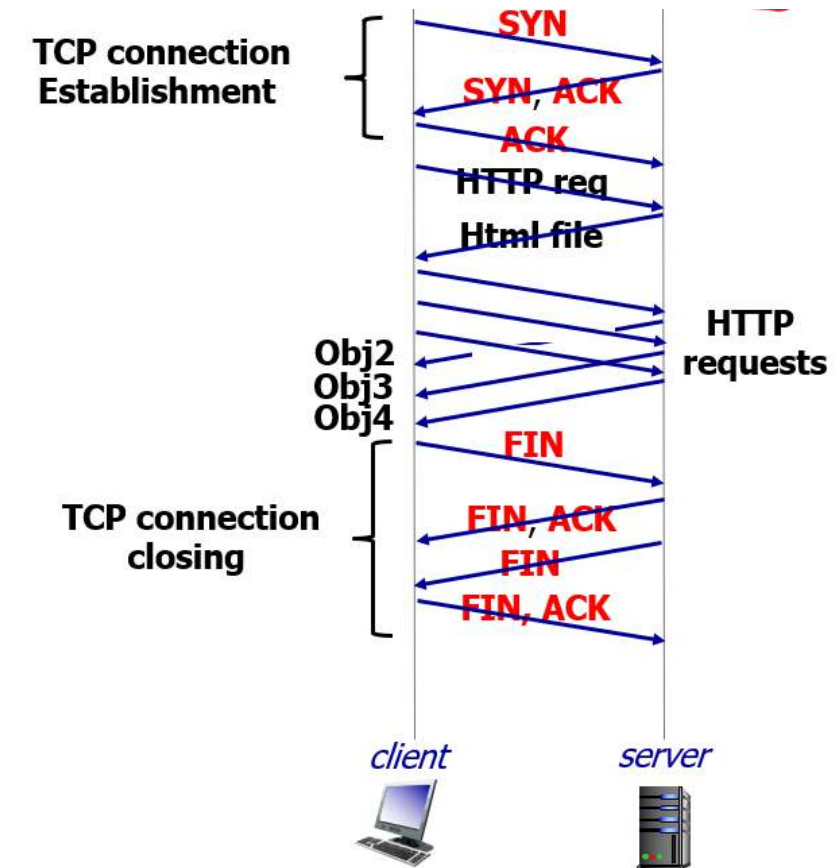 SYN
TCP connection
Establishment
SYN, ACK
ACK
HTTP req
Html file
HTTP
requests
Obj2
Obj3
Obj4
FIN
TCP connection
closing
FIN, ACK
FIN
FIN, ACK
client
server